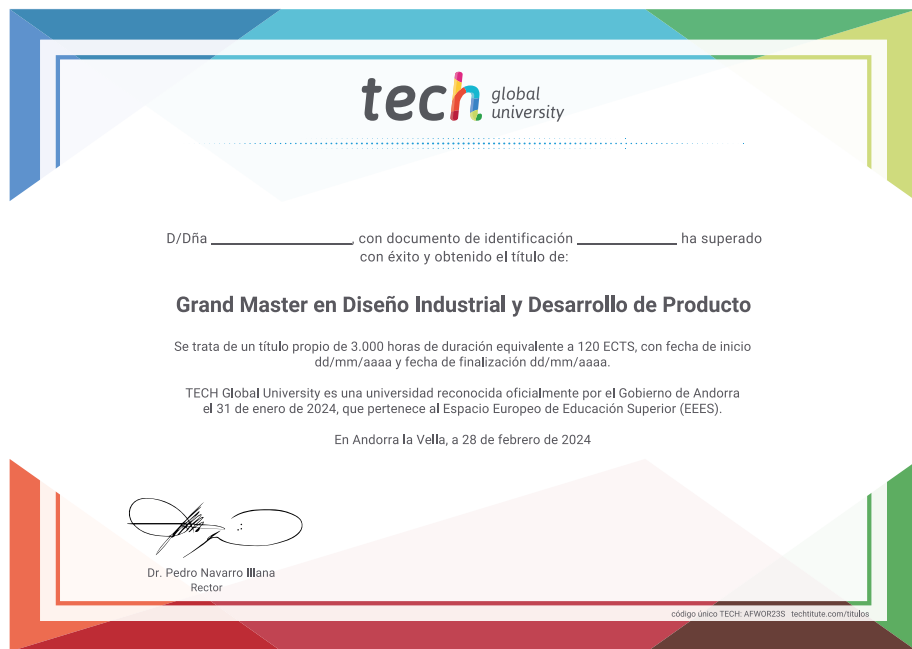 tech global university
D/Dña ________________, con documento de identificación ___________ ha superado
con éxito y obtenido el título de:
Grand Master en Diseño Industrial y Desarrollo de Producto
Se trata de un título propio de 3.000 horas de duración equivalente a 120 ECTS, con fecha de inicio
dd/mm/aaaa y fecha de finalización dd/mm/aaaa.
TECH Global University es una universidad reconocida oficialmente por el Gobierno de Andorra
el 31 de enero de 2024, que pertenece al Espacio Europeo de Educación Superior (EEES).
En Andorra la Vella, a 28 de febrero de 2024
Dr. Pedro Navarro Illana
Rector
código único TECH: AFWOR23S techtitute.com/titulos